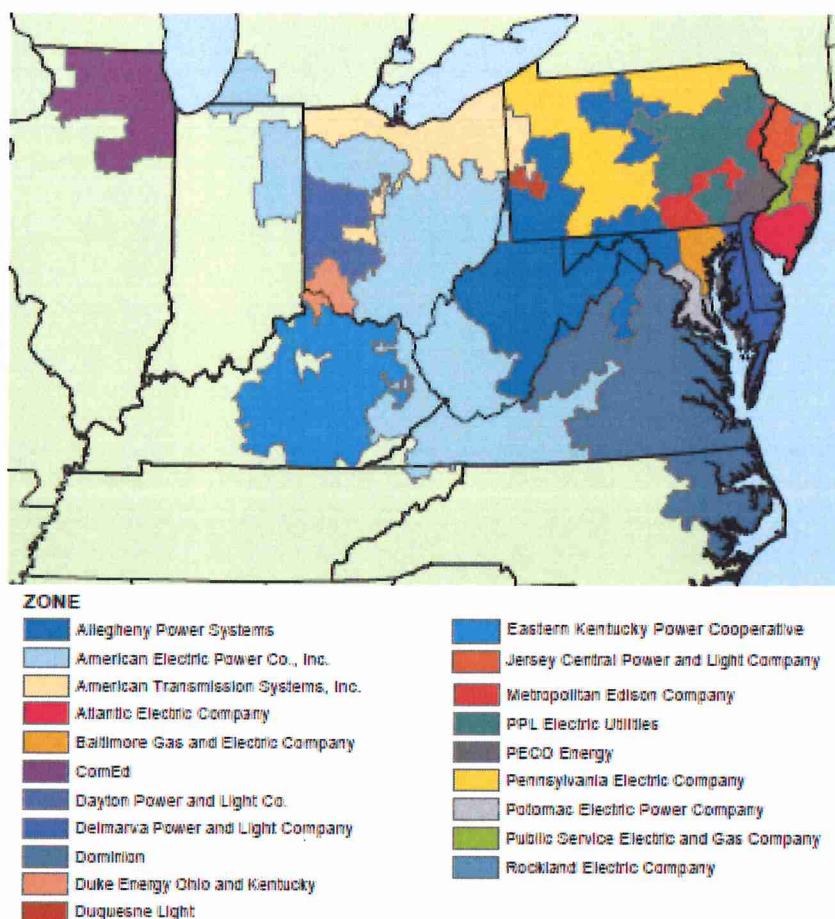 ZONE
Allegheny Power Systems
American Electric Power Co., Inc.
American Transmission Systems, Inc.
Atlantic Electric Company
Baltimore Gas and Electric Company
ComEd
Dayton Power and Light Co.
Delmarva Power and Light Company
Dominion
Duke Energy Ohio and Kentucky
Duquesne Light
Eastern Kentucky Power Cooperative
Jersey Central Power and Light Company
Metropolitan Edison Company
PPL Electric Utilities
PECO Energy
Pennsylvania Electric Company
Potomac Electric Power Company
Public Service Electric and Gas Company
Rockland Electric Company